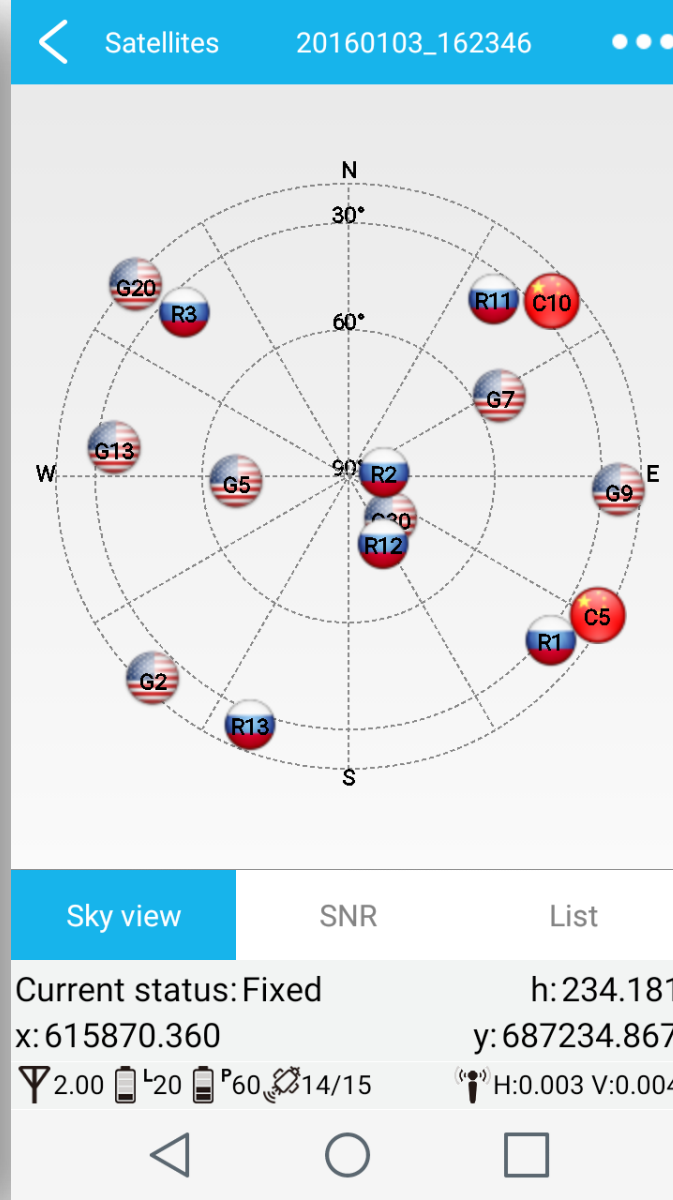 Satellites 20160103_162346
N
30°
G20
R11 C10
R3
60°
G7
G13
W 90° R2 E
G5
G9
R12
C5
R1
G2
R13
S
Sky view SNR List
Current status: Fixed h: 234.181
x: 615870.360 y: 687234.867
2.00 L20 P60 14/15 H:0.003 V:0.004